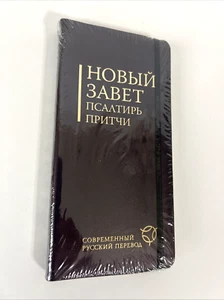 НОВЫЙ
ЗАВЕТ
ПСАЛТИРЬ
ПРИТЧИ
СОВРЕМЕННЫЙ
РУССКИЙ ПЕРЕВОД